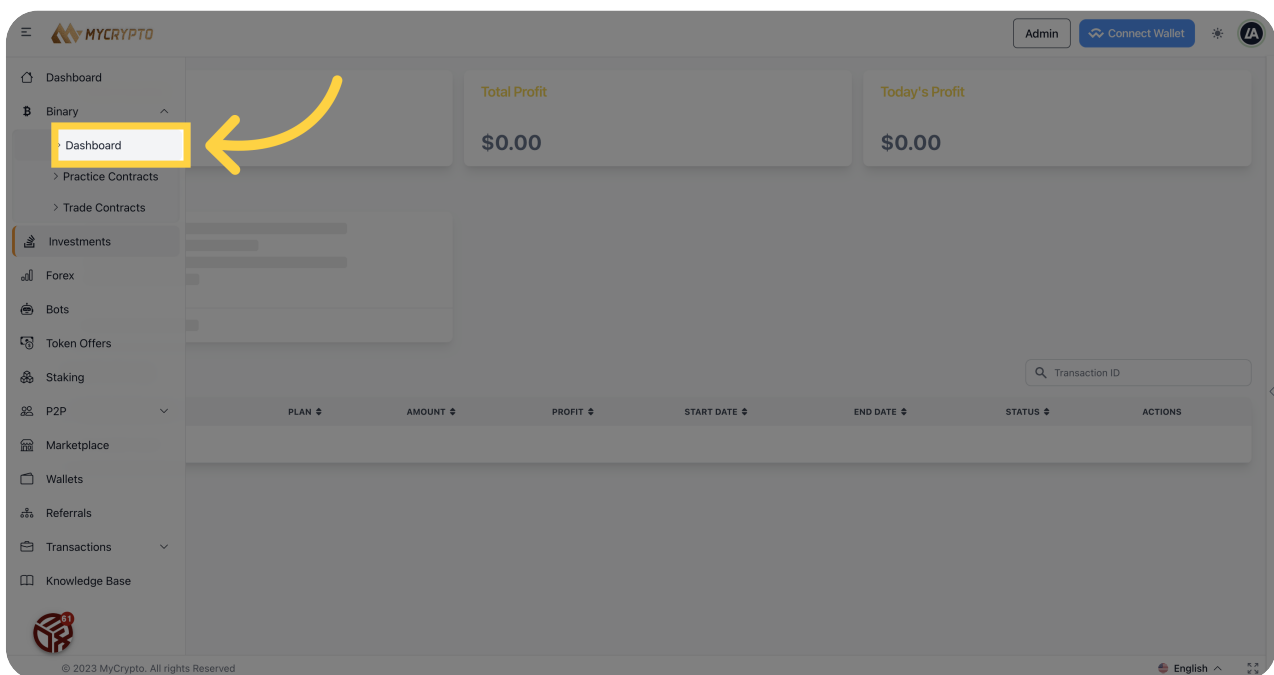 MYCRYPTO
Admin
Connect Wallet
Dashboard
Binary
Dashboard
Practice Contracts
Trade Contracts
Investments
Forex
Bots
Token Offers
Staking
P2P
Marketplace
Wallets
Referrals
Transactions
Knowledge Base
61
Total Profit
$0.00
Today's Profit
$0.00
Transaction ID
PLAN AMOUNT PROFIT START DATE END DATE STATUS ACTIONS
© 2023 MyCrypto. All rights Reserved
English